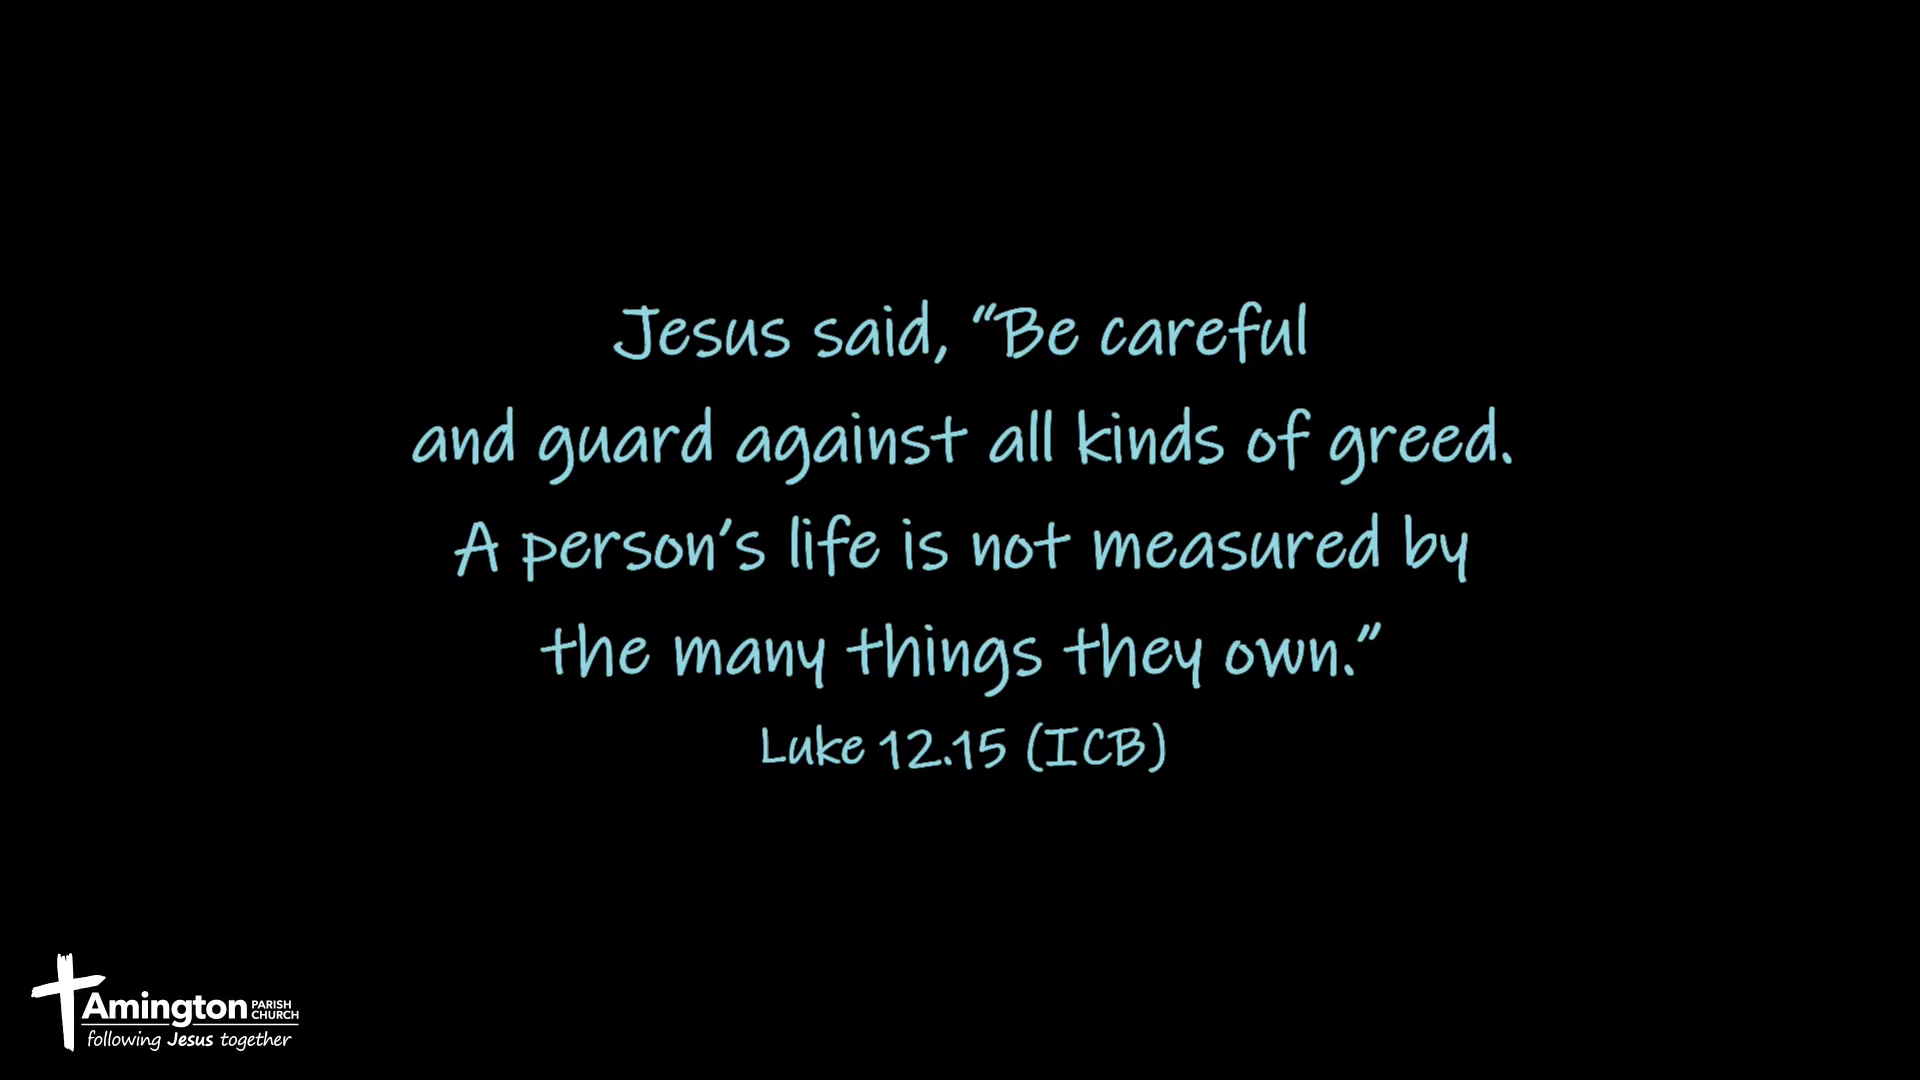 Jesus said, “Be careful
and guard against all kinds of greed.
A person’s life is not measured by
the many things they own.”
Luke 12.15 (ICB)
Amington PARISH CHURCH
following Jesus together